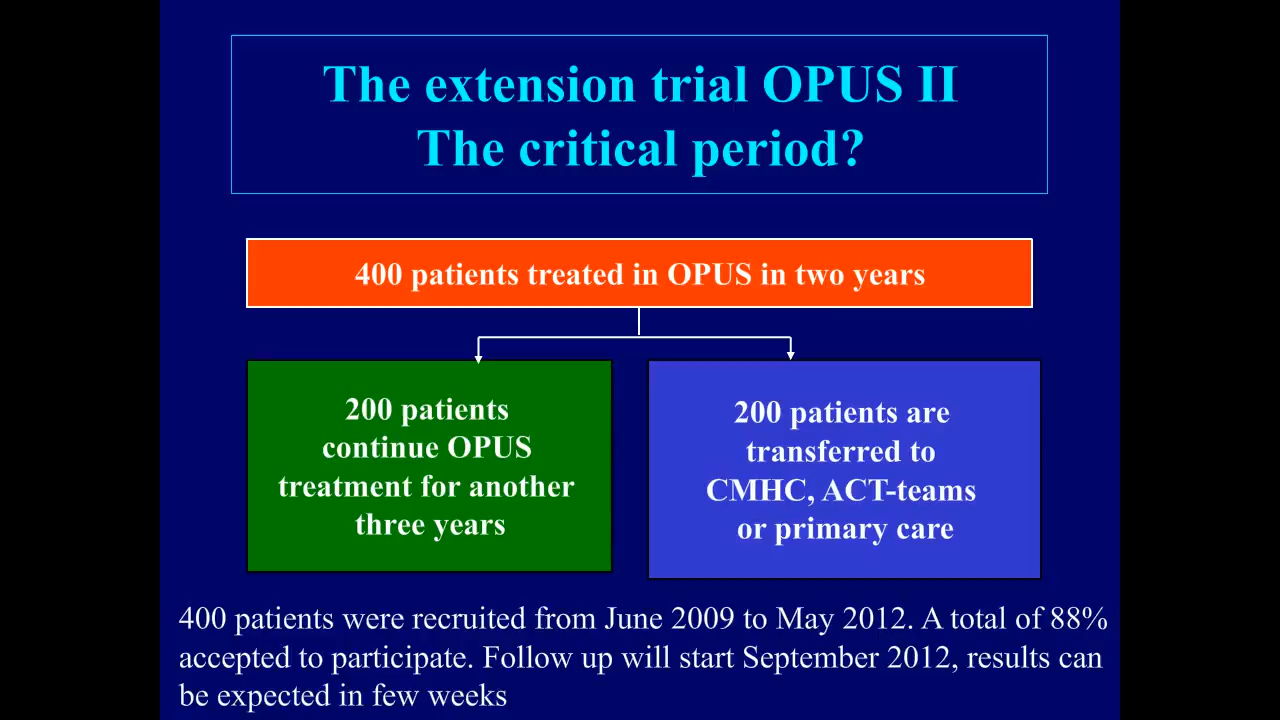 The extension trial OPUS II
The critical period?
400 patients treated in OPUS in two years
200 patients
continue OPUS
treatment for another
three years
200 patients are
transferred to
CMHC, ACT-teams
or primary care
400 patients were recruited from June 2009 to May 2012. A total of 88%
accepted to participate. Follow up will start September 2012, results can
be expected in few weeks